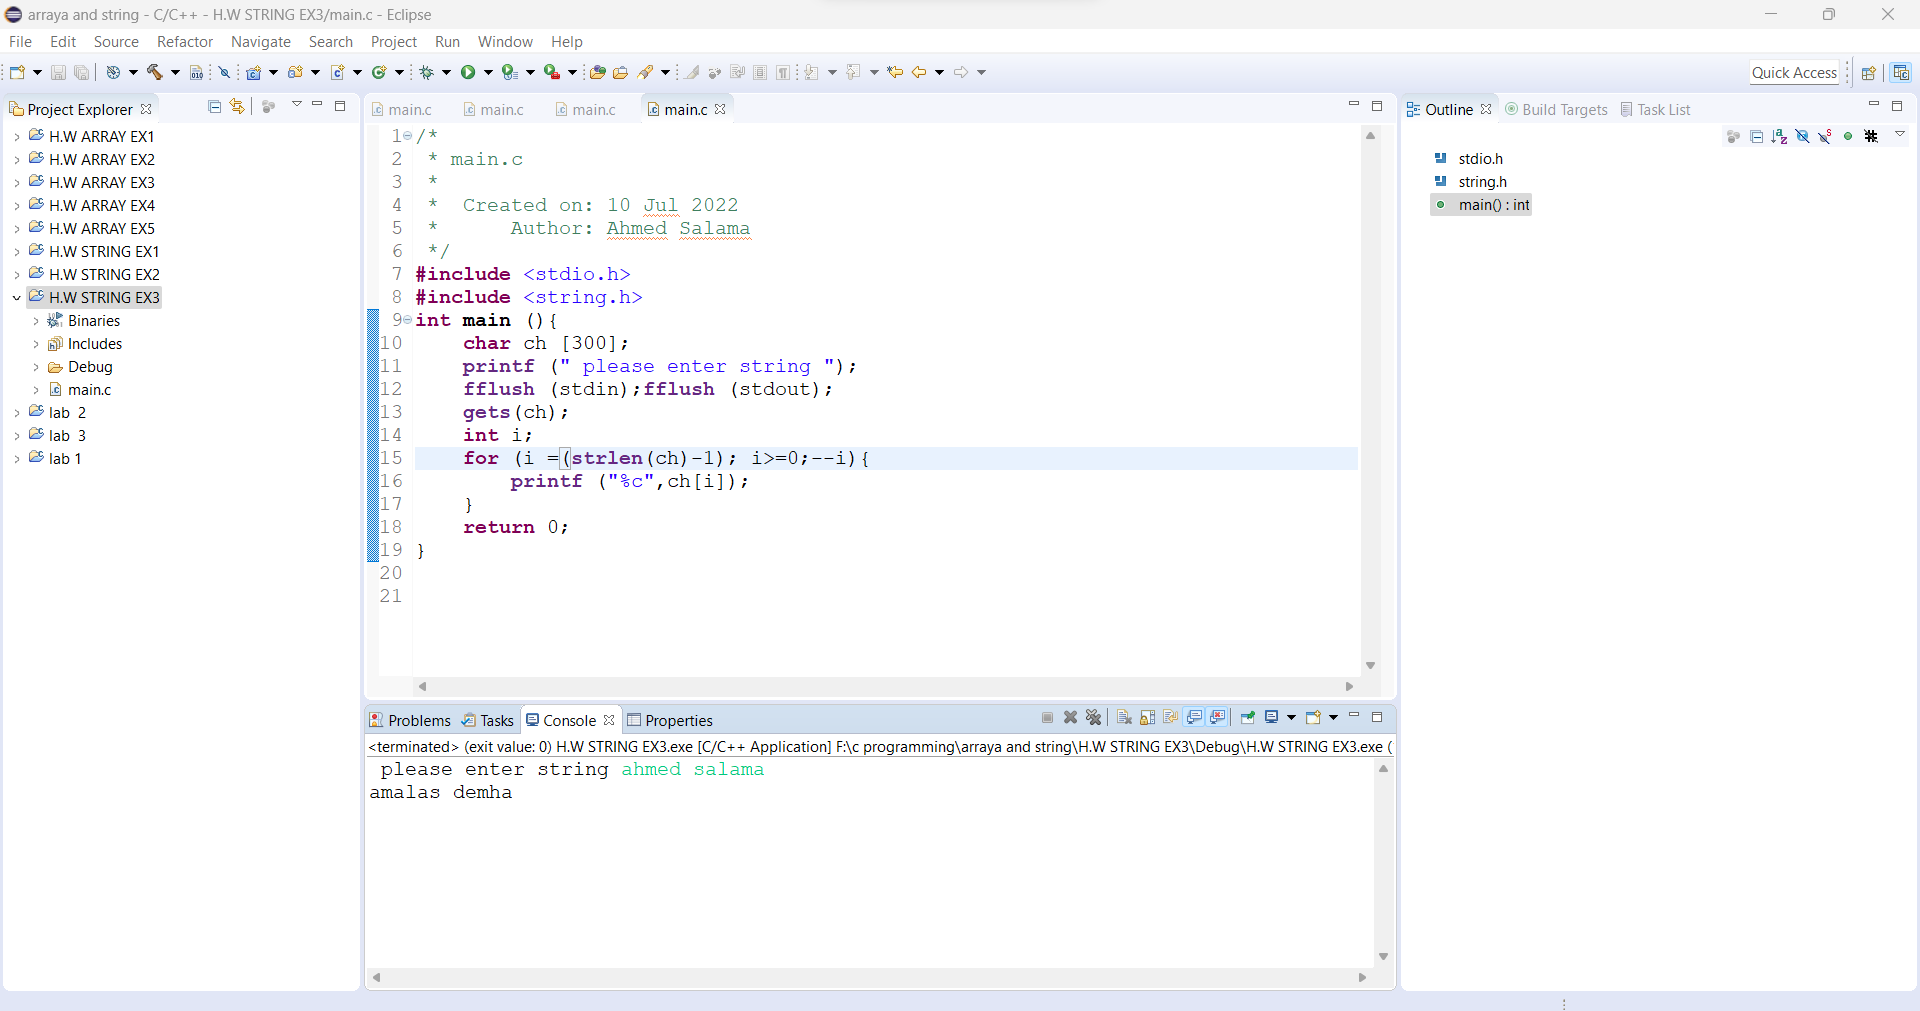 arraya and string - C/C++ - H.W STRING EX3/main.c - Eclipse
File Edit Source Refactor Navigate Search Project Run Window Help
Quick Access
Project Explorer
H.W ARRAY EX1
H.W ARRAY EX2
H.W ARRAY EX3
H.W ARRAY EX4
H.W ARRAY EX5
H.W STRING EX1
H.W STRING EX2
H.W STRING EX3
Binaries
Includes
Debug
main.c
lab 2
lab 3
lab 1
main.c main.c main.c main.c
1 /*
2 * main.c
3 *
4 * Created on: 10 Jul 2022
5 * Author: Ahmed Salama
6 */
7 #include <stdio.h>
8 #include <string.h>
9 int main (){
10 char ch [300];
11 printf (" please enter string ");
12 fflush (stdin);fflush (stdout);
13 gets(ch);
14 int i;
15 for (i =(strlen(ch)-1); i>=0;--i){
16 printf ("%c",ch[i]);
17 }
18 return 0;
19 }
20
21
Outline Build Targets Task List
stdio.h
string.h
main() : int
Problems Tasks Console Properties
<terminated> (exit value: 0) H.W STRING EX3.exe [C/C++ Application] F:\c programming\arraya and string\H.W STRING EX3\Debug\H.W STRING EX3.exe (
please enter string ahmed salama
amalas demha